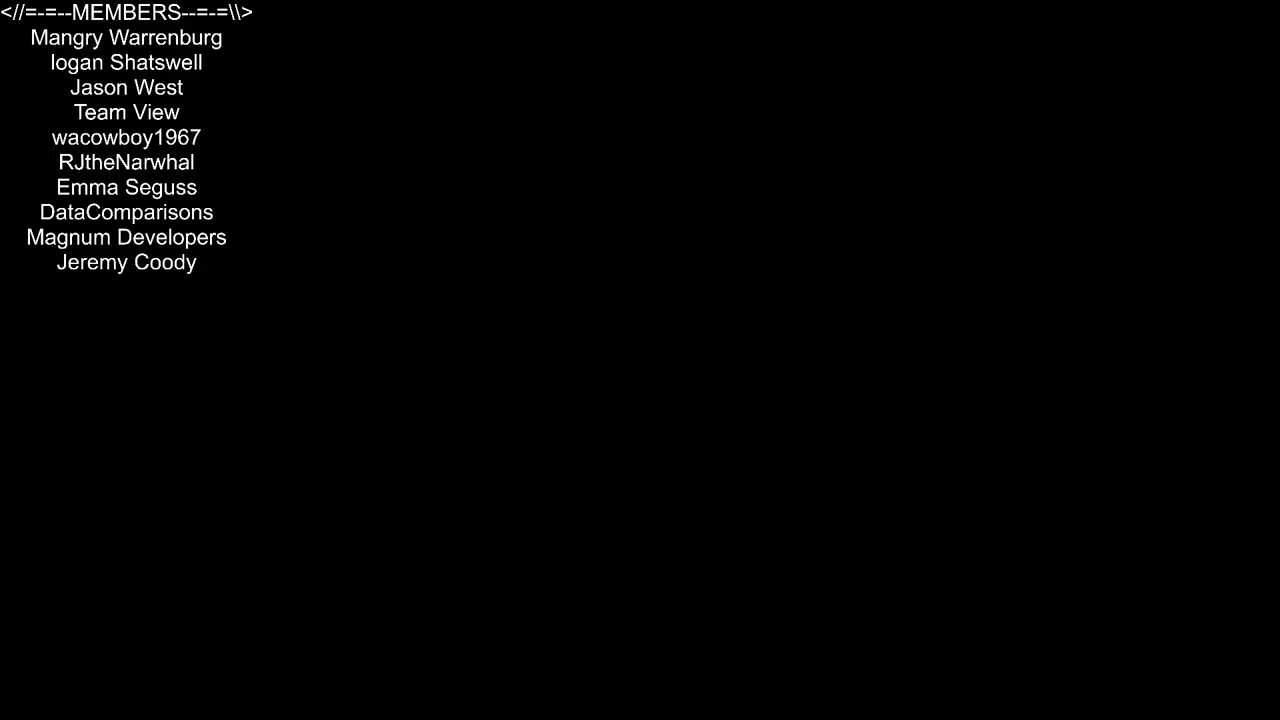 <//=-=--MEMBERS--=-=\\>
Mangry Warrenburg
logan Shatswell
Jason West
Team View
wacowboy1967
RJtheNarwhal
Emma Seguss
DataComparisons
Magnum Developers
Jeremy Coody